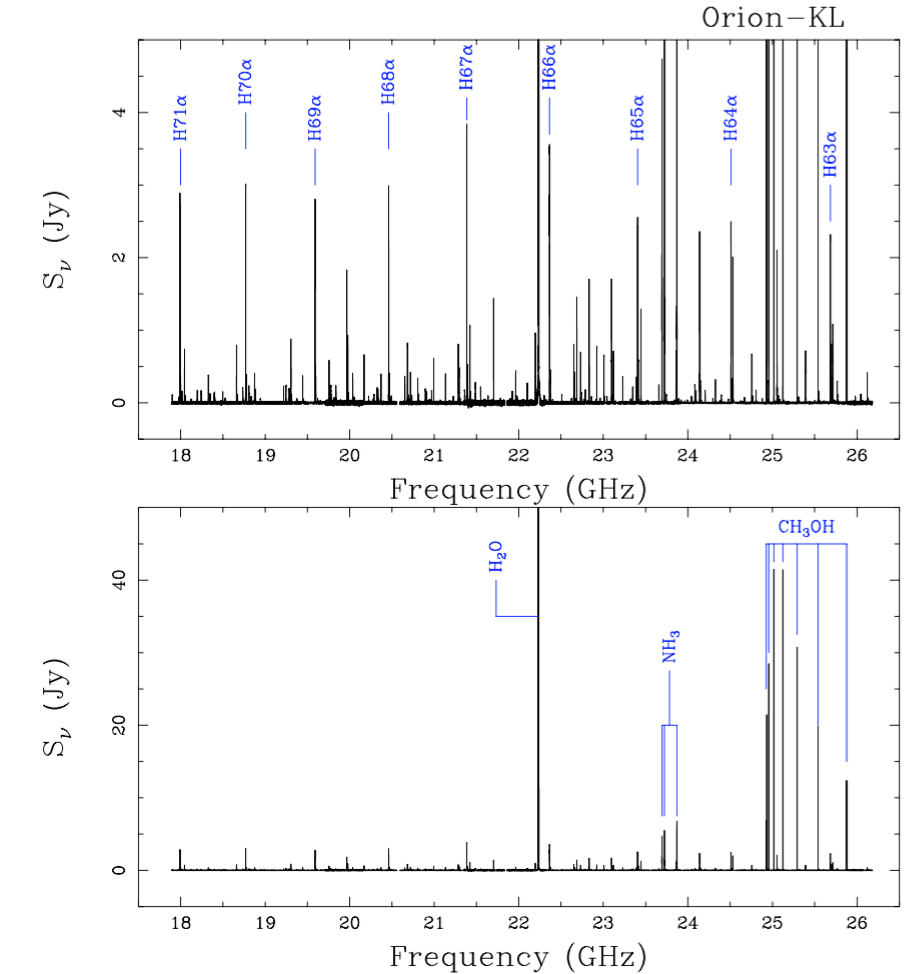 Orion−KL
H71α
H70α
H69α
H68α
H67α
H66α
H65α
H64α
H63α
4
2
0
S_ν (Jy)
18 19 20 21 22 23 24 25 26
Frequency (GHz)
CH₃OH
H₂O
NH₃
40
20
0
S_ν (Jy)
18 19 20 21 22 23 24 25 26
Frequency (GHz)